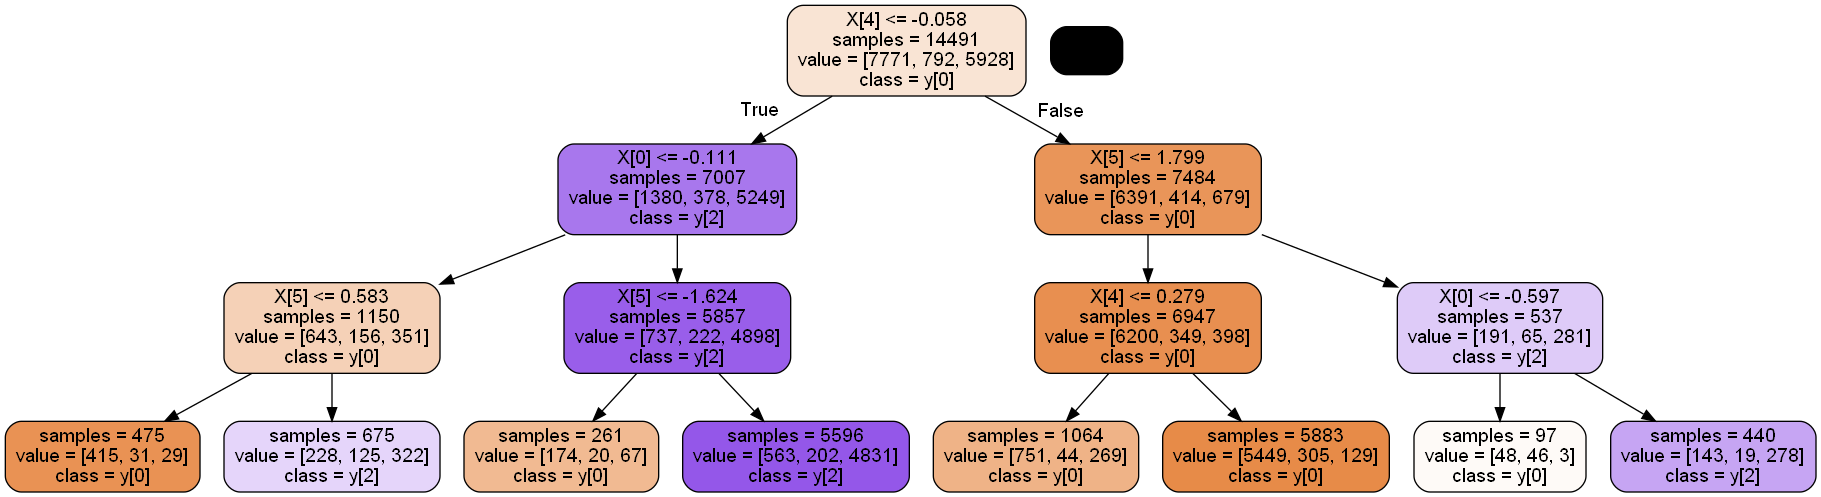 X[4] <= -0.058
samples = 14491
value = [7771, 792, 5928]
class = y[0]
True
False
X[0] <= -0.111
samples = 7007
value = [1380, 378, 5249]
class = y[2]
X[5] <= 1.799
samples = 7484
value = [6391, 414, 679]
class = y[0]
X[5] <= 0.583
samples = 1150
value = [643, 156, 351]
class = y[0]
X[5] <= -1.624
samples = 5857
value = [737, 222, 4898]
class = y[2]
X[4] <= 0.279
samples = 6947
value = [6200, 349, 398]
class = y[0]
X[0] <= -0.597
samples = 537
value = [191, 65, 281]
class = y[2]
samples = 475
value = [415, 31, 29]
class = y[0]
samples = 675
value = [228, 125, 322]
class = y[2]
samples = 261
value = [174, 20, 67]
class = y[0]
samples = 5596
value = [563, 202, 4831]
class = y[2]
samples = 1064
value = [751, 44, 269]
class = y[0]
samples = 5883
value = [5449, 305, 129]
class = y[0]
samples = 97
value = [48, 46, 3]
class = y[0]
samples = 440
value = [143, 19, 278]
class = y[2]